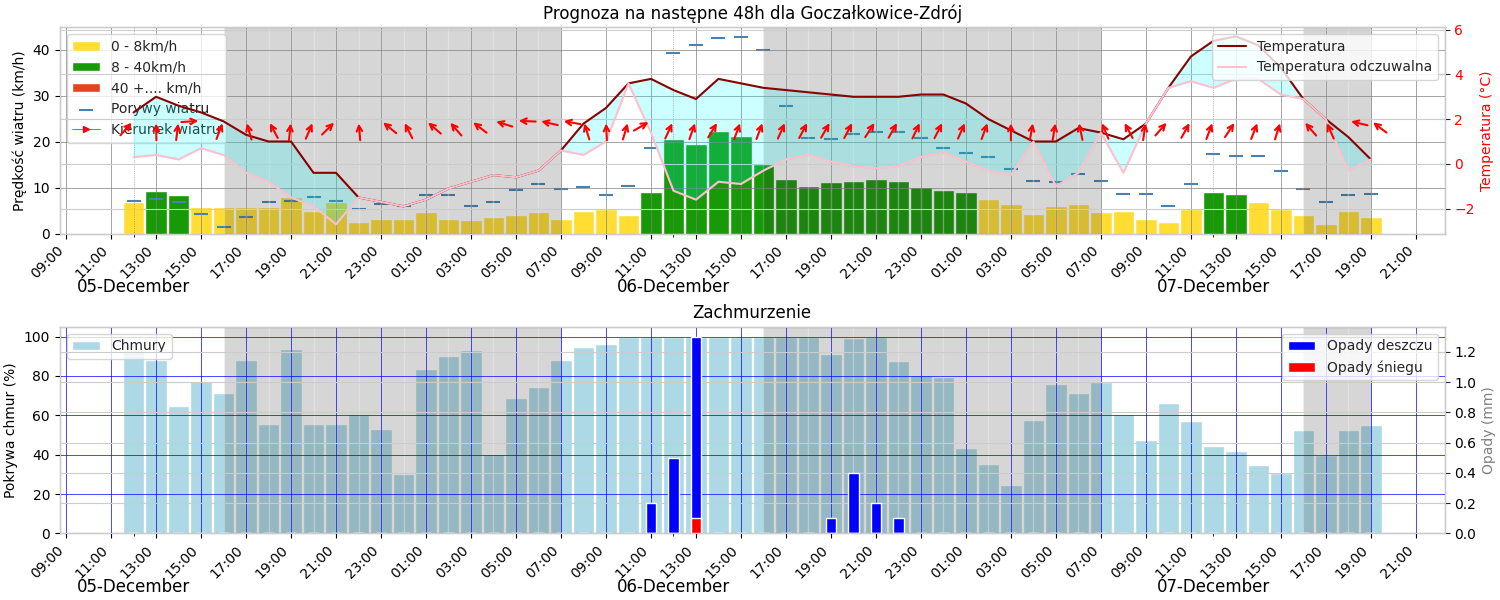 Prognoza na następne 48h dla Goczałkowice-Zdrój
Prędkość wiatru (km/h)
40
30
20
10
0
0 - 8km/h
8 - 40km/h
40 +.... km/h
Porywy wiatru
Kierunek wiatru
Temperatura
Temperatura odczuwalna
6
4
2
0
−2
Temperatura (°C)
09:00 11:00 13:00 15:00 17:00 19:00 21:00 23:00 01:00 03:00 05:00 07:00 09:00 11:00 13:00 15:00 17:00 19:00 21:00 23:00 01:00 03:00 05:00 07:00 09:00 11:00 13:00 15:00 17:00 19:00 21:00
05-December 06-December 07-December
Zachmurzenie
Pokrywa chmur (%)
100
80
60
40
20
0
Chmury
Opady deszczu
Opady śniegu
1.2
1.0
0.8
0.6
0.4
0.2
0.0
Opady (mm)
09:00 11:00 13:00 15:00 17:00 19:00 21:00 23:00 01:00 03:00 05:00 07:00 09:00 11:00 13:00 15:00 17:00 19:00 21:00 23:00 01:00 03:00 05:00 07:00 09:00 11:00 13:00 15:00 17:00 19:00 21:00
05-December 06-December 07-December